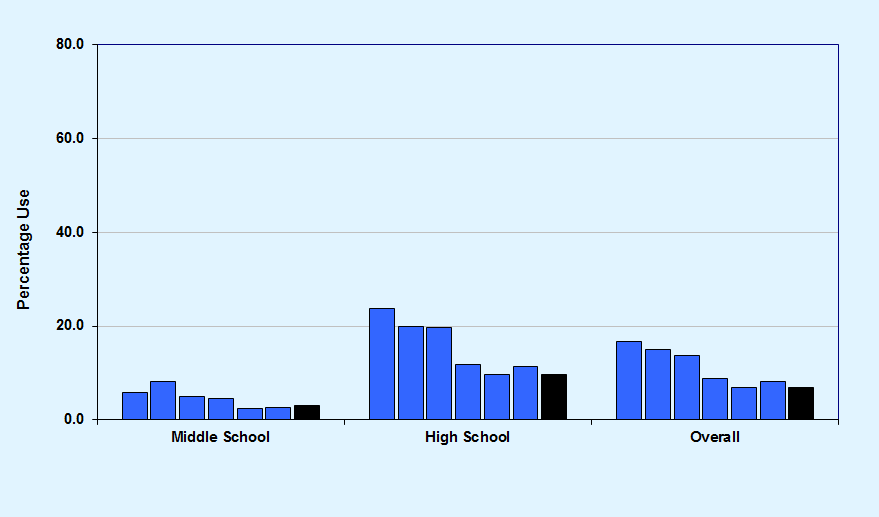 80.0
60.0
40.0
20.0
0.0
Percentage Use
Middle School
High School
Overall